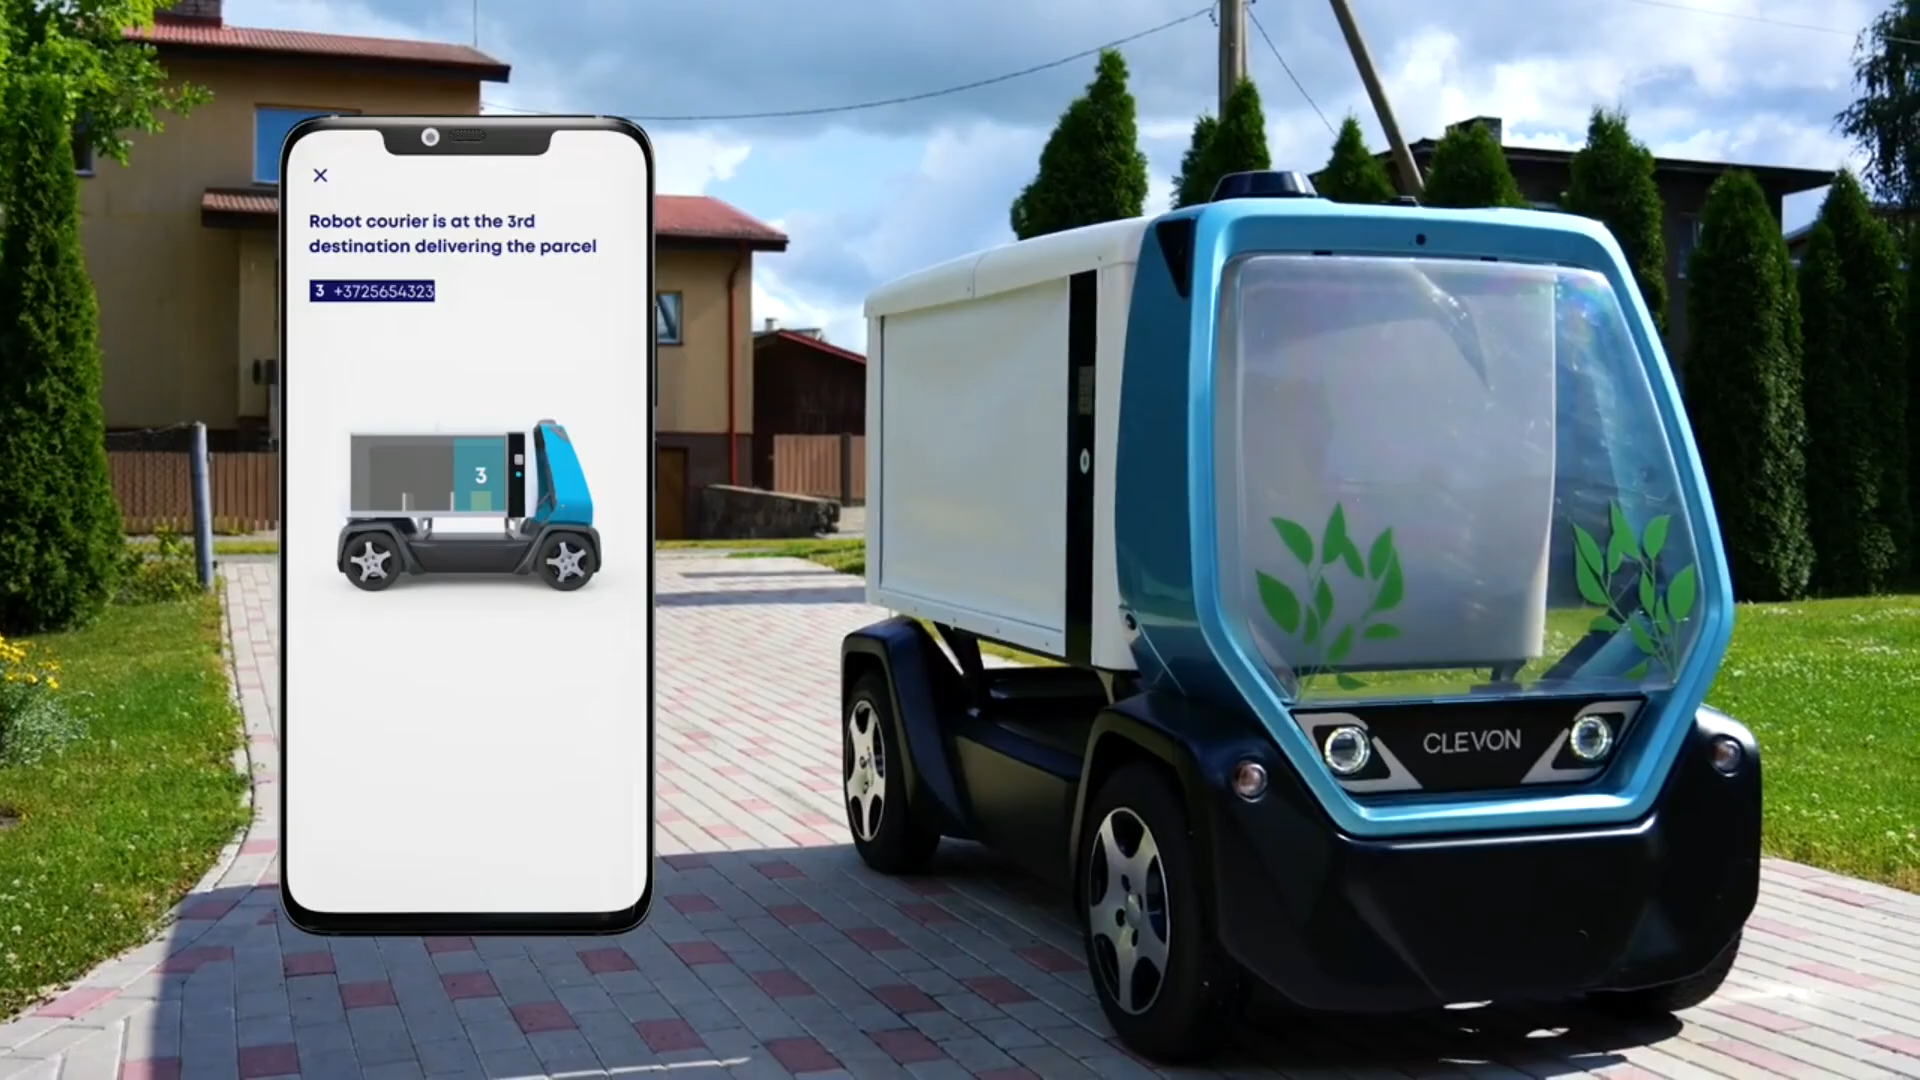 Robot courier is at the 3rd
destination delivering the parcel
3 +3725654323
3
CLEVON